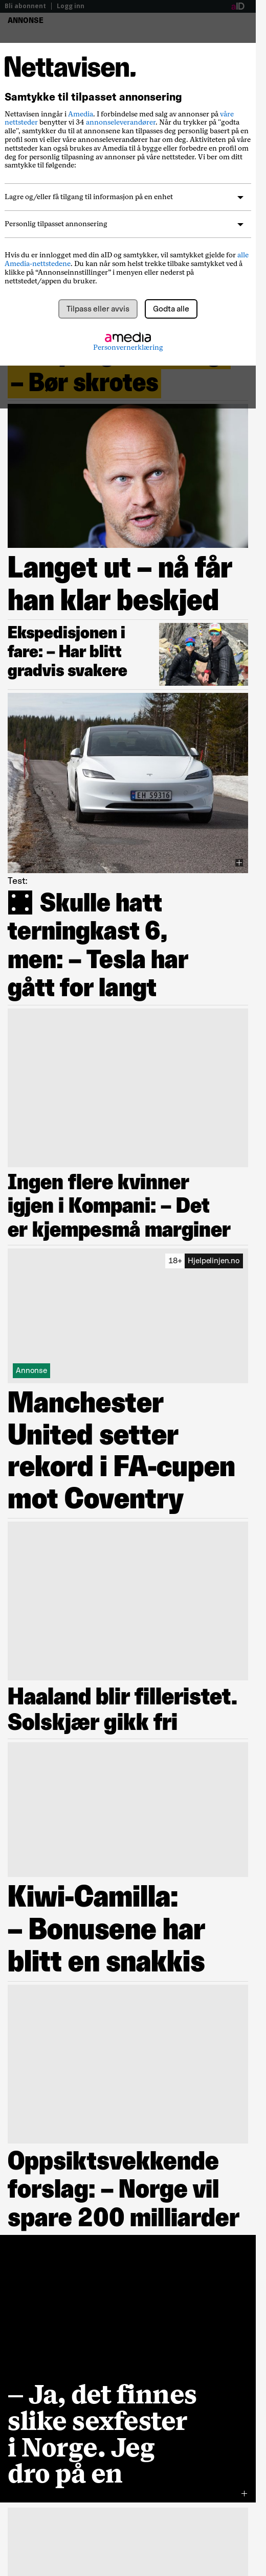 Bli abonnent | Logg inn
aID
ANNONSE
Nettavisen.
Samtykke til tilpasset annonsering
Nettavisen inngår i Amedia. I forbindelse med salg av annonser på våre
nettsteder benytter vi 34 annonseleverandører. Når du trykker på "godta
alle", samtykker du til at annonsene kan tilpasses deg personlig basert på en
profil som vi eller våre annonseleverandører har om deg. Aktiviteten på våre
nettsteder kan også brukes av Amedia til å bygge eller forbedre en profil om
deg for personlig tilpasning av annonser på våre nettsteder. Vi ber om ditt
samtykke til følgende:
Lagre og/eller få tilgang til informasjon på en enhet
Personlig tilpasset annonsering
Hvis du er innlogget med din aID og samtykker, vil samtykket gjelde for alle
Amedia-nettstedene. Du kan når som helst trekke tilbake samtykket ved å
klikke på “Annonseinnstillinger” i menyen eller nederst på
nettstedet/appen du bruker.
Tilpass eller avvis
Godta alle
amedia
Personvernerklæring
– Bør skrotes
Langet ut – nå får
han klar beskjed
Ekspedisjonen i
fare: – Har blitt
gradvis svakere
EH 59316
Test:
Skulle hatt
terningkast 6,
men: – Tesla har
gått for langt
Ingen flere kvinner
igjen i Kompani: – Det
er kjempesmå marginer
18+ Hjelpelinjen.no
Annonse
Manchester
United setter
rekord i FA-cupen
mot Coventry
Haaland blir filleristet.
Solskjær gikk fri
Kiwi-Camilla:
– Bonusene har
blitt en snakkis
Oppsiktsvekkende
forslag: – Norge vil
spare 200 milliarder
– Ja, det finnes
slike sexfester
i Norge. Jeg
dro på en